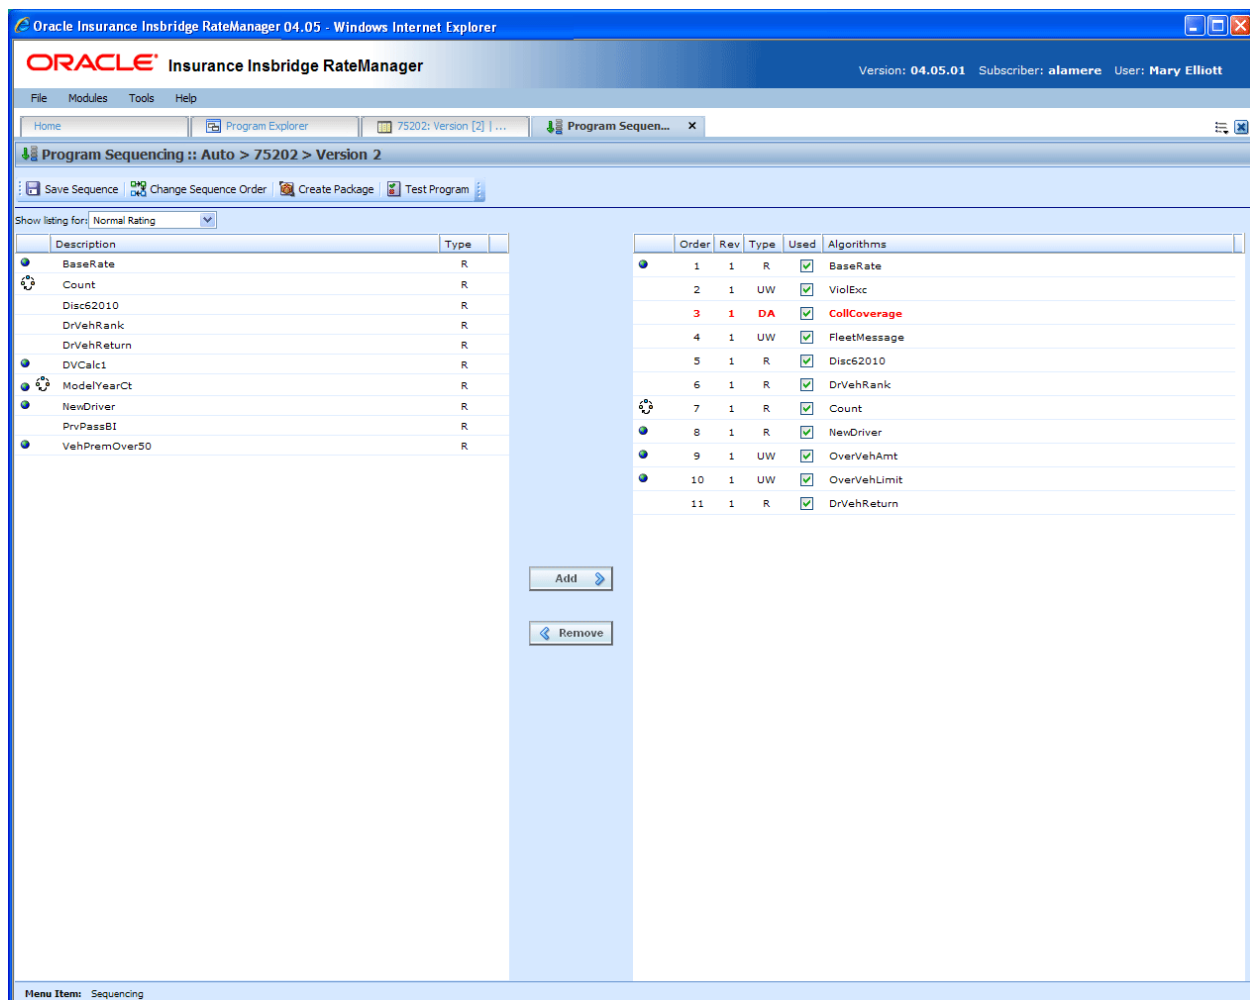 Oracle Insurance Insbridge RateManager 04.05 - Windows Internet Explorer
ORACLE Insurance Insbridge RateManager
Version: 04.05.01 Subscriber: alamere User: Mary Elliott
File Modules Tools Help
Home Program Explorer 75202: Version [2] | ... Program Sequen... x
Program Sequencing :: Auto > 75202 > Version 2
Save Sequence Change Sequence Order Create Package Test Program
Show listing for: Normal Rating
Description Type
BaseRate R
Count R
Disc62010 R
DrVehRank R
DrVehReturn R
DVCalc1 R
ModelYearCt R
NewDriver R
PrvPassBI R
VehPremOver50 R
Add
Remove
Order Rev Type Used Algorithms
1 1 R BaseRate
2 1 UW ViolExc
3 1 DA CollCoverage
4 1 UW FleetMessage
5 1 R Disc62010
6 1 R DrVehRank
7 1 R Count
8 1 R NewDriver
9 1 UW OverVehAmt
10 1 UW OverVehLimit
11 1 R DrVehReturn
Menu Item: Sequencing